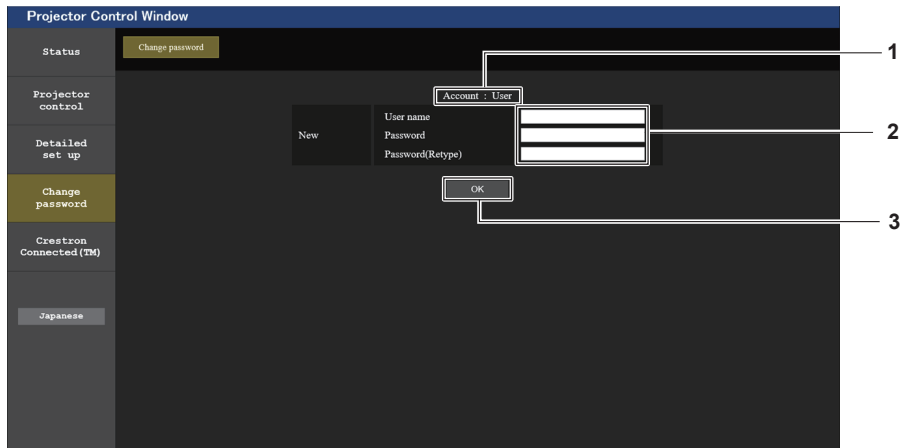 Projector Control Window
Status
Change password
1
Projector
control
Account : User
User name
New
Password
2
Password(Retype)
Detailed
set up
Change
password
OK
3
Crestron
Connected(TM)
Japanese